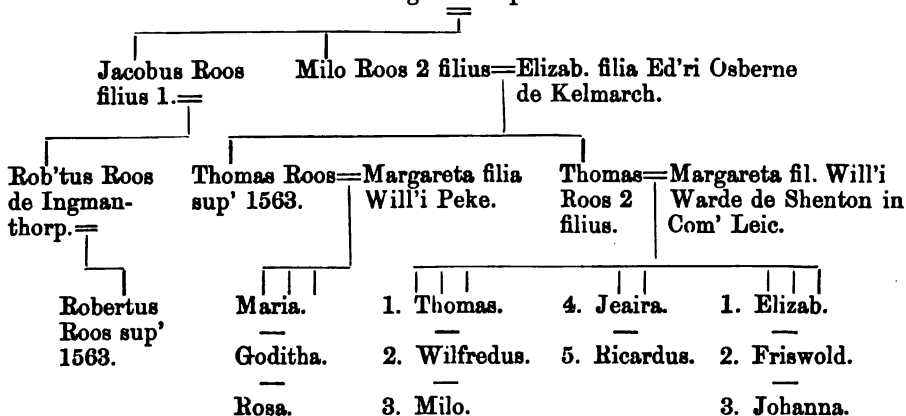 Jacobus Roos
filius 1.
Milo Roos 2 filius=Elizab. filia Ed'ri Osberne
de Kelmarch.
Rob'tus Roos
de Ingman-
thorp.
Thomas Roos=Margareta filia
sup' 1563. Will'i Peke.
Thomas=Margareta fil. Will'i
Roos 2 Warde de Shenton in
filius. Com' Leic.
Robertus
Roos sup'
1563.
Maria.
Goditha.
Rosa.
1. Thomas.
2. Wilfredus.
3. Milo.
4. Jeaira.
5. Ricardus.
1. Elizab.
2. Friswold.
3. Johanna.